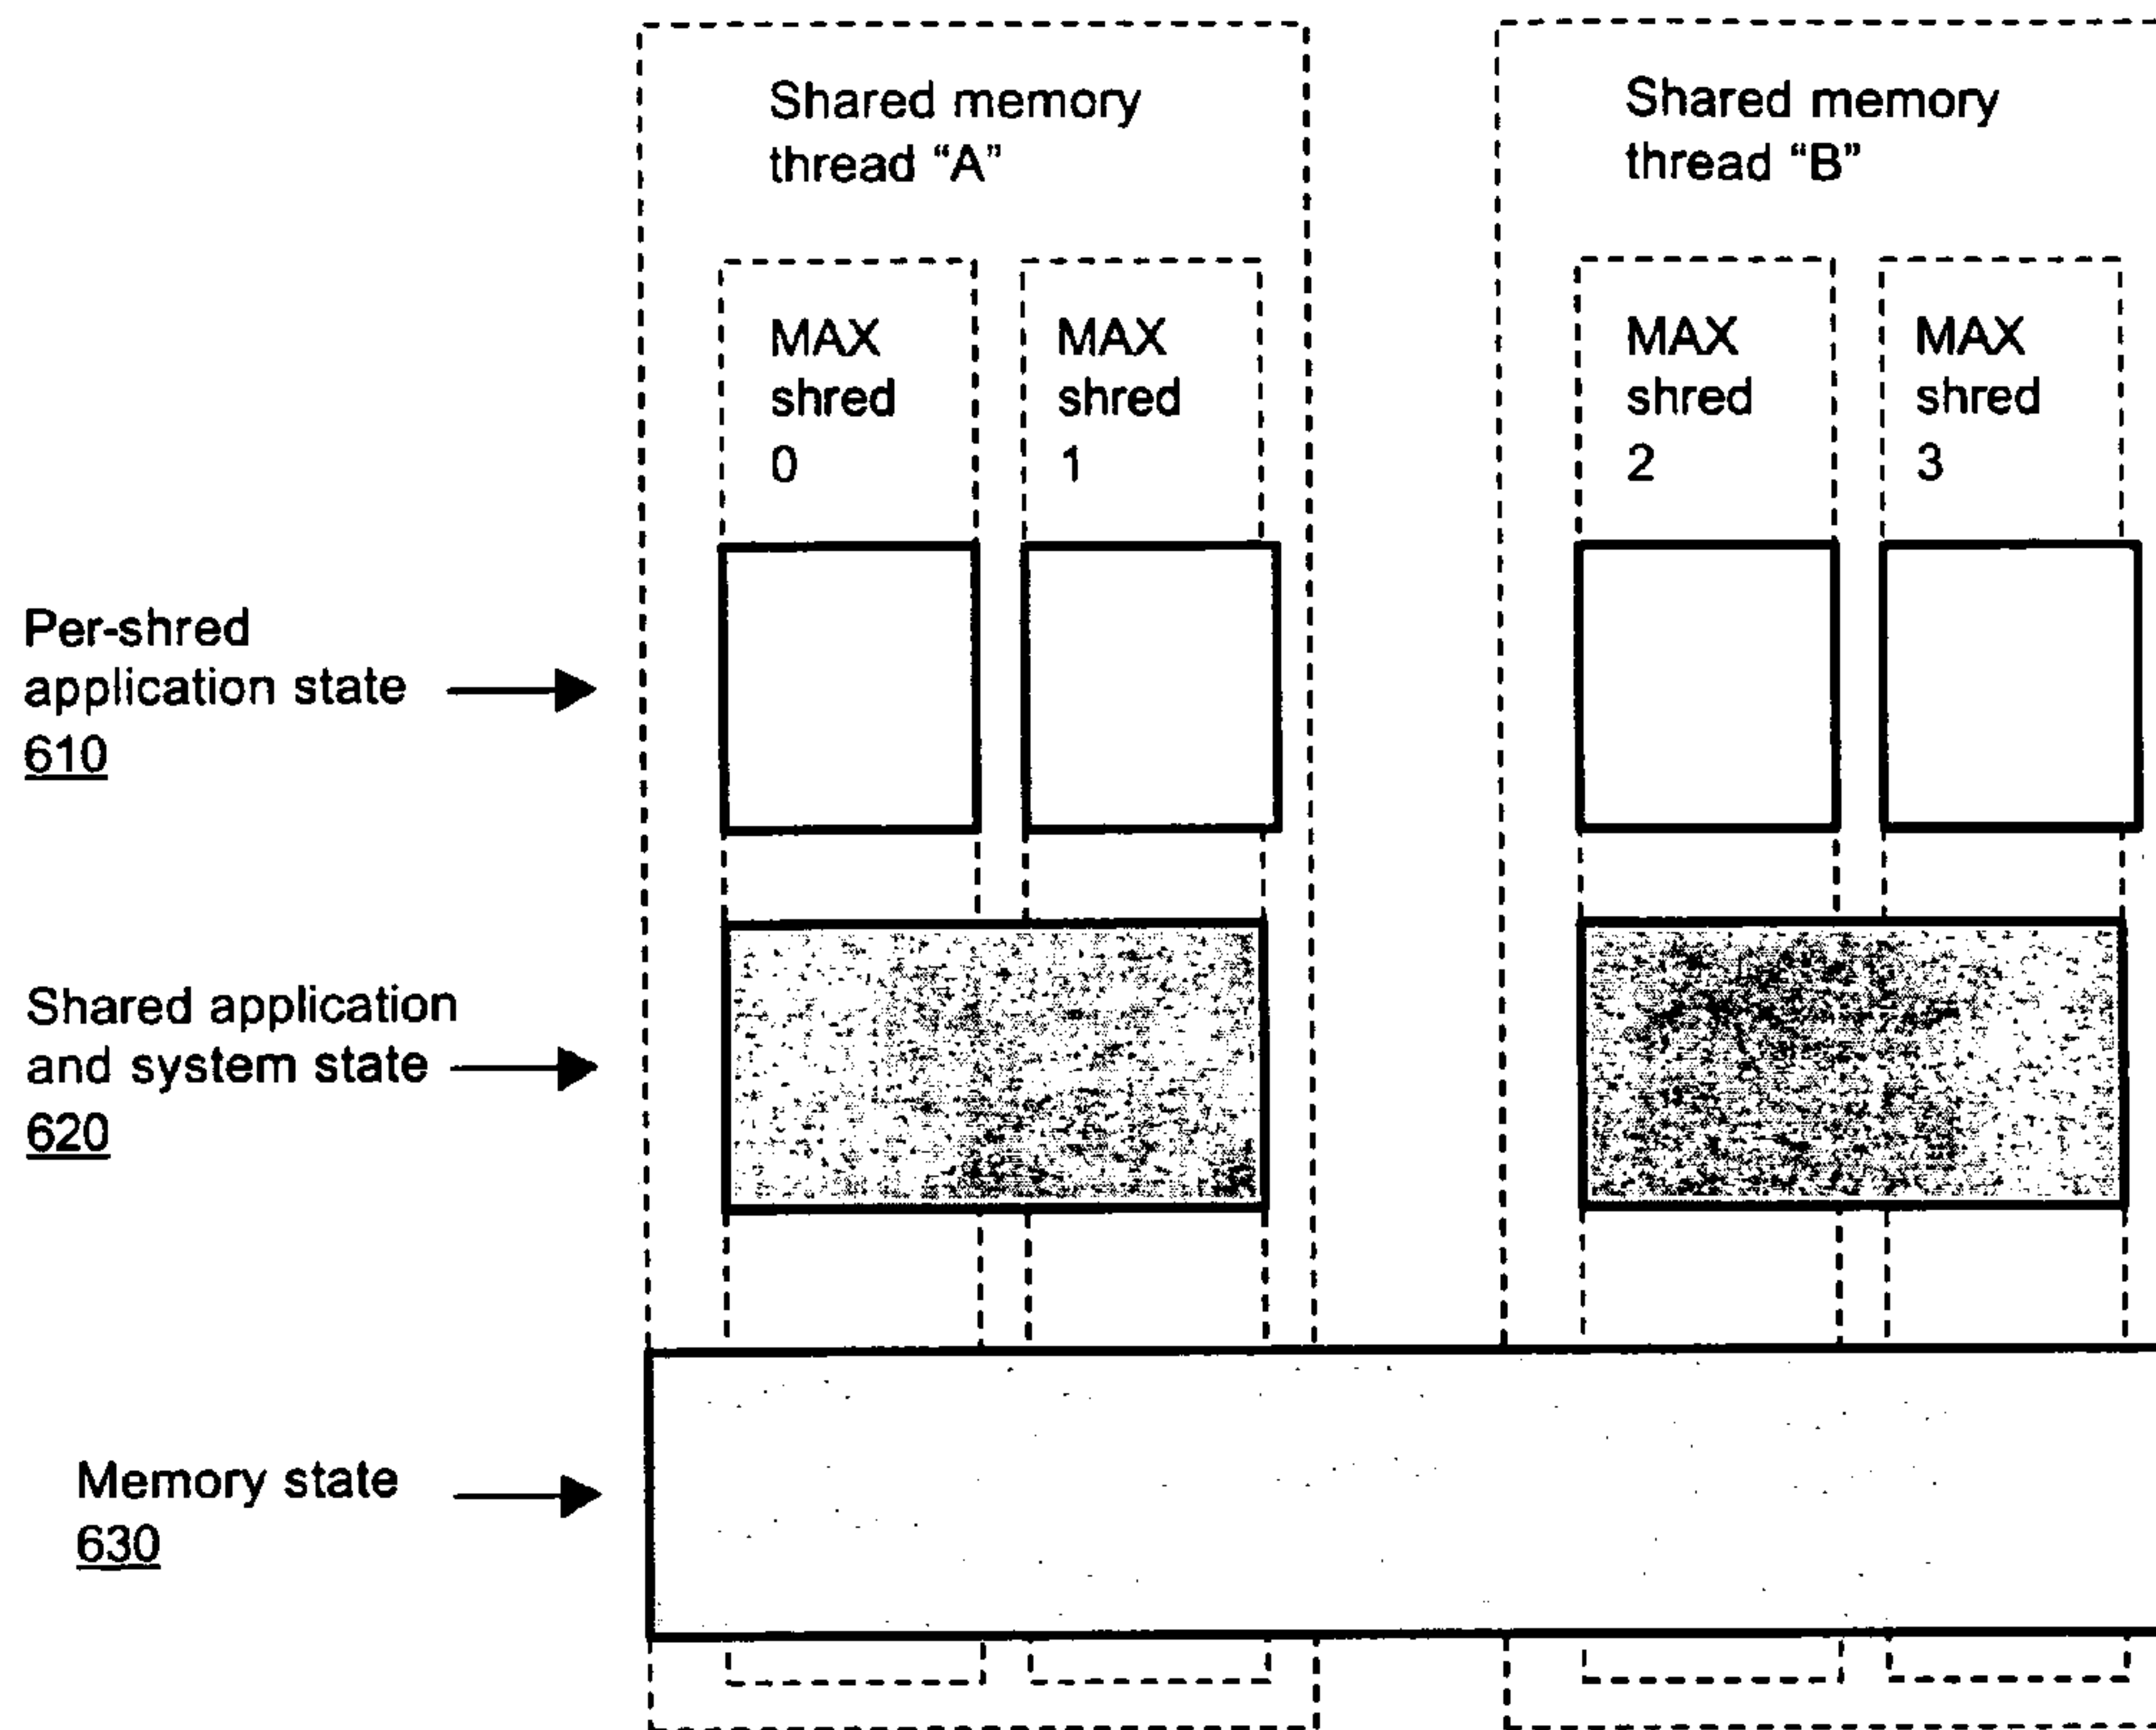 Shared memory
thread “A”
Shared memory
thread “B”
MAX
shred
0
MAX
shred
1
MAX
shred
2
MAX
shred
3
Per-shred
application state
610
Shared application
and system state
620
Memory state
630